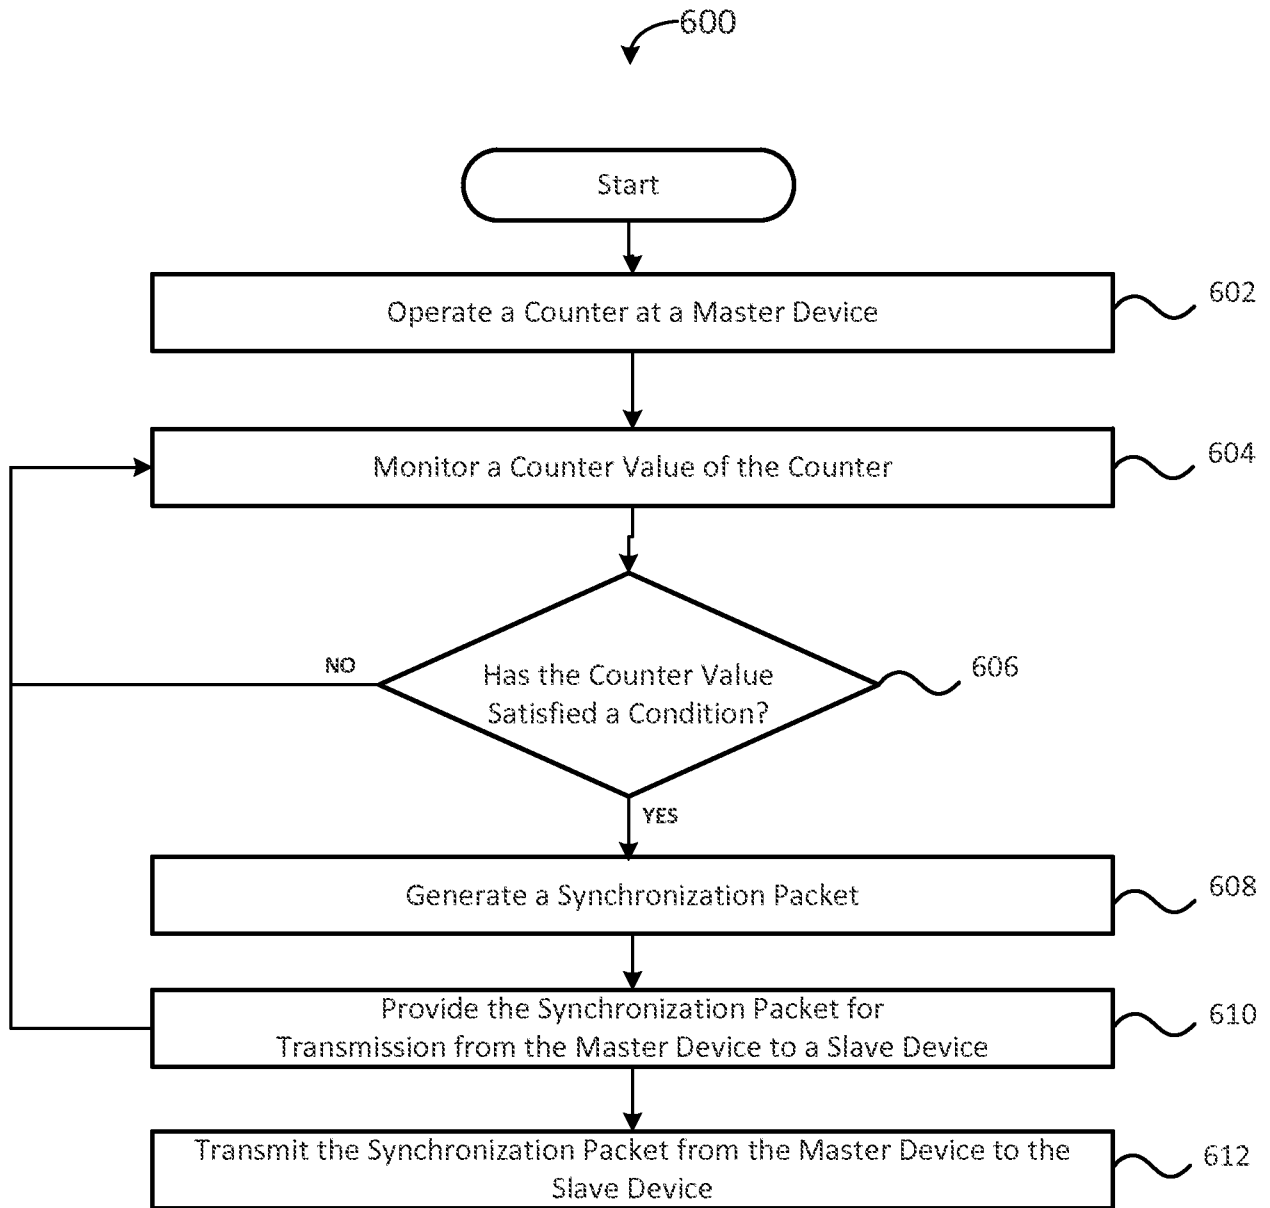 600
Start
Operate a Counter at a Master Device
602
Monitor a Counter Value of the Counter
604
NO
Has the Counter Value
Satisfied a Condition?
606
YES
Generate a Synchronization Packet
608
Provide the Synchronization Packet for
Transmission from the Master Device to a Slave Device
610
Transmit the Synchronization Packet from the Master Device to the
Slave Device
612